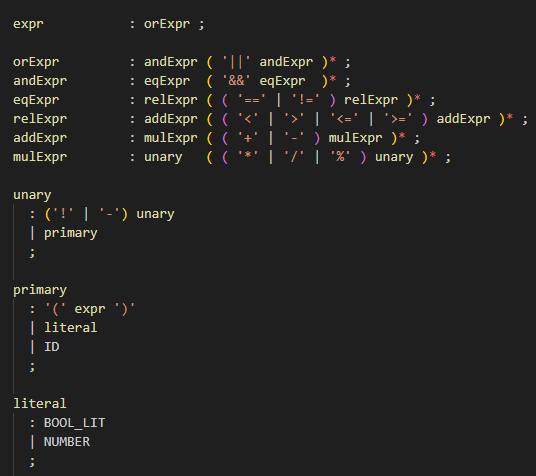 expr               : orExpr ;

orExpr             : andExpr ( '||' andExpr )* ;
andExpr            : eqExpr  ( '&&' eqExpr  )* ;
eqExpr             : relExpr ( ( '==' | '!=' ) relExpr )* ;
relExpr            : addExpr ( ( '<' | '>' | '<=' | '>=' ) addExpr )* ;
addExpr            : mulExpr ( ( '+' | '-' ) mulExpr )* ;
mulExpr            : unary   ( ( '*' | '/' | '%' ) unary )* ;

unary
  : ('!' | '-') unary
  | primary
  ;

primary
  : '(' expr ')'
  | literal
  | ID
  ;

literal
  : BOOL_LIT
  | NUMBER
  ;